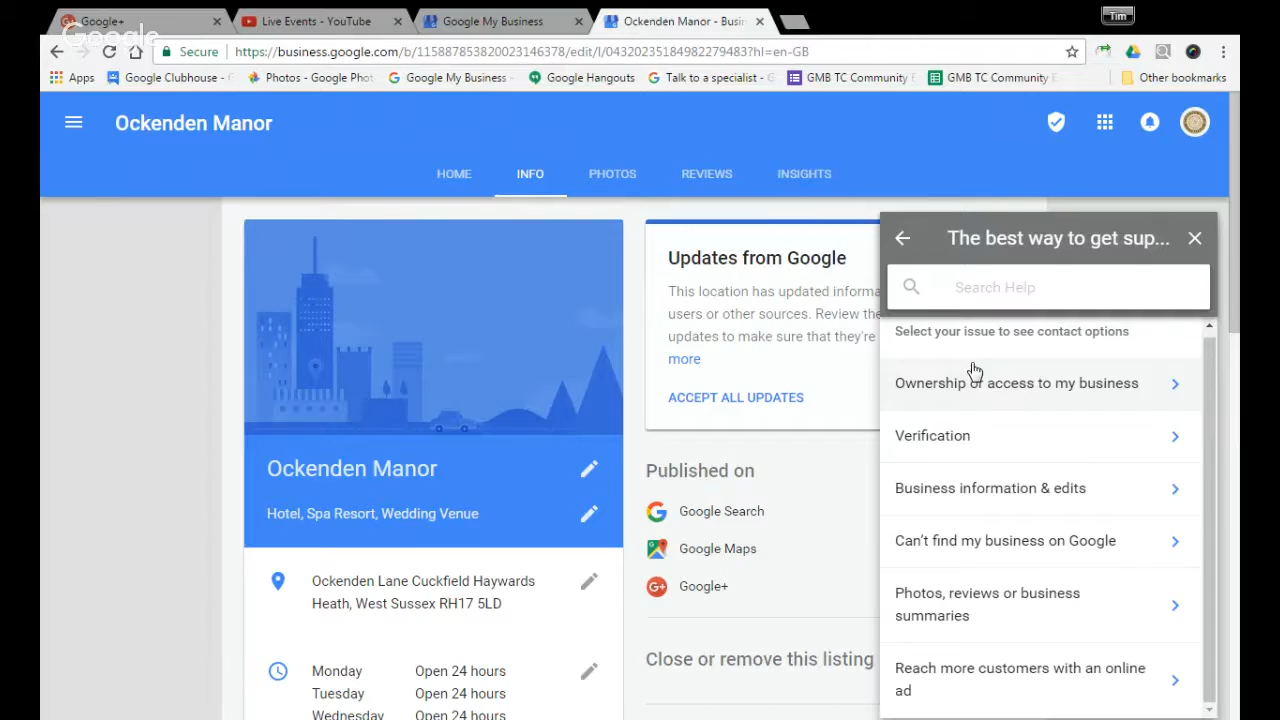 Tim
Google+
Live Events - YouTube
Google My Business
Ockenden Manor - Busin
Google
Secure
https://business.google.com/b/115887853820023146378/edit/l/04320235184982279483?hl=en-GB
Apps
Google Clubhouse - G
Photos - Google Phot
Google My Business -
Google Hangouts
Talk to a specialist - G
GMB TC Community E
GMB TC Community E
Other bookmarks
Ockenden Manor
HOME
INFO
PHOTOS
REVIEWS
INSIGHTS
Updates from Google
This location has updated informa
users or other sources. Review the
updates to make sure that they're
more
ACCEPT ALL UPDATES
Ockenden Manor
Hotel, Spa Resort, Wedding Venue
Ockenden Lane Cuckfield Haywards
Heath, West Sussex RH17 5LD
Monday Open 24 hours
Tuesday Open 24 hours
Wednesday Open 24 hours
Published on
Google Search
Google Maps
Google+
Close or remove this listing
The best way to get sup...
Search Help
Select your issue to see contact options
Ownership or access to my business
Verification
Business information & edits
Can't find my business on Google
Photos, reviews or business
summaries
Reach more customers with an online
ad